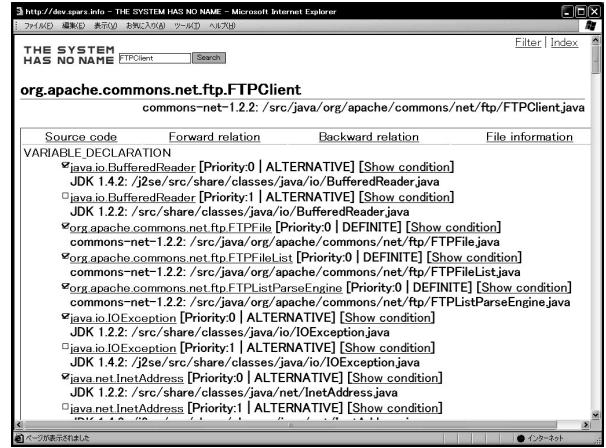 http://dev.spars.info - THE SYSTEM HAS NO NAME - Microsoft Internet Explorer
ファイル(F) 編集(E) 表示(V) お気に入り(A) ツール(T) ヘルプ(H)
Filter | Index
THE SYSTEM
HAS NO NAME FTPClient Search
org.apache.commons.net.ftp.FTPClient
commons-net-1.2.2: /src/java/org/apache/commons/net/ftp/FTPClient.java
Source code Forward relation Backward relation File information
VARIABLE_DECLARATION
java.io.BufferedReader [Priority:0 | ALTERNATIVE] [Show condition]
JDK 1.4.2: /j2se/src/share/classes/java/io/BufferedReader.java
java.io.BufferedReader [Priority:1 | ALTERNATIVE] [Show condition]
JDK 1.2.2: /src/share/classes/java/io/BufferedReader.java
org.apache.commons.net.ftp.FTPFile [Priority:0 | DEFINITE] [Show condition]
commons-net-1.2.2: /src/java/org/apache/commons/net/ftp/FTPFile.java
org.apache.commons.net.ftp.FTPFileList [Priority:0 | DEFINITE] [Show condition]
commons-net-1.2.2: /src/java/org/apache/commons/net/ftp/FTPFileList.java
org.apache.commons.net.ftp.FTPListParseEngine [Priority:0 | DEFINITE] [Show condition]
commons-net-1.2.2: /src/java/org/apache/commons/net/ftp/FTPListParseEngine.java
java.io.IOException [Priority:0 | ALTERNATIVE] [Show condition]
JDK 1.2.2: /src/share/classes/java/io/IOException.java
java.io.IOException [Priority:1 | ALTERNATIVE] [Show condition]
JDK 1.4.2: /j2se/src/share/classes/java/io/IOException.java
java.net.InetAddress [Priority:0 | ALTERNATIVE] [Show condition]
JDK 1.2.2: /src/share/classes/java/net/InetAddress.java
java.net.InetAddress [Priority:1 | ALTERNATIVE] [Show condition]
ページが表示されました インターネット